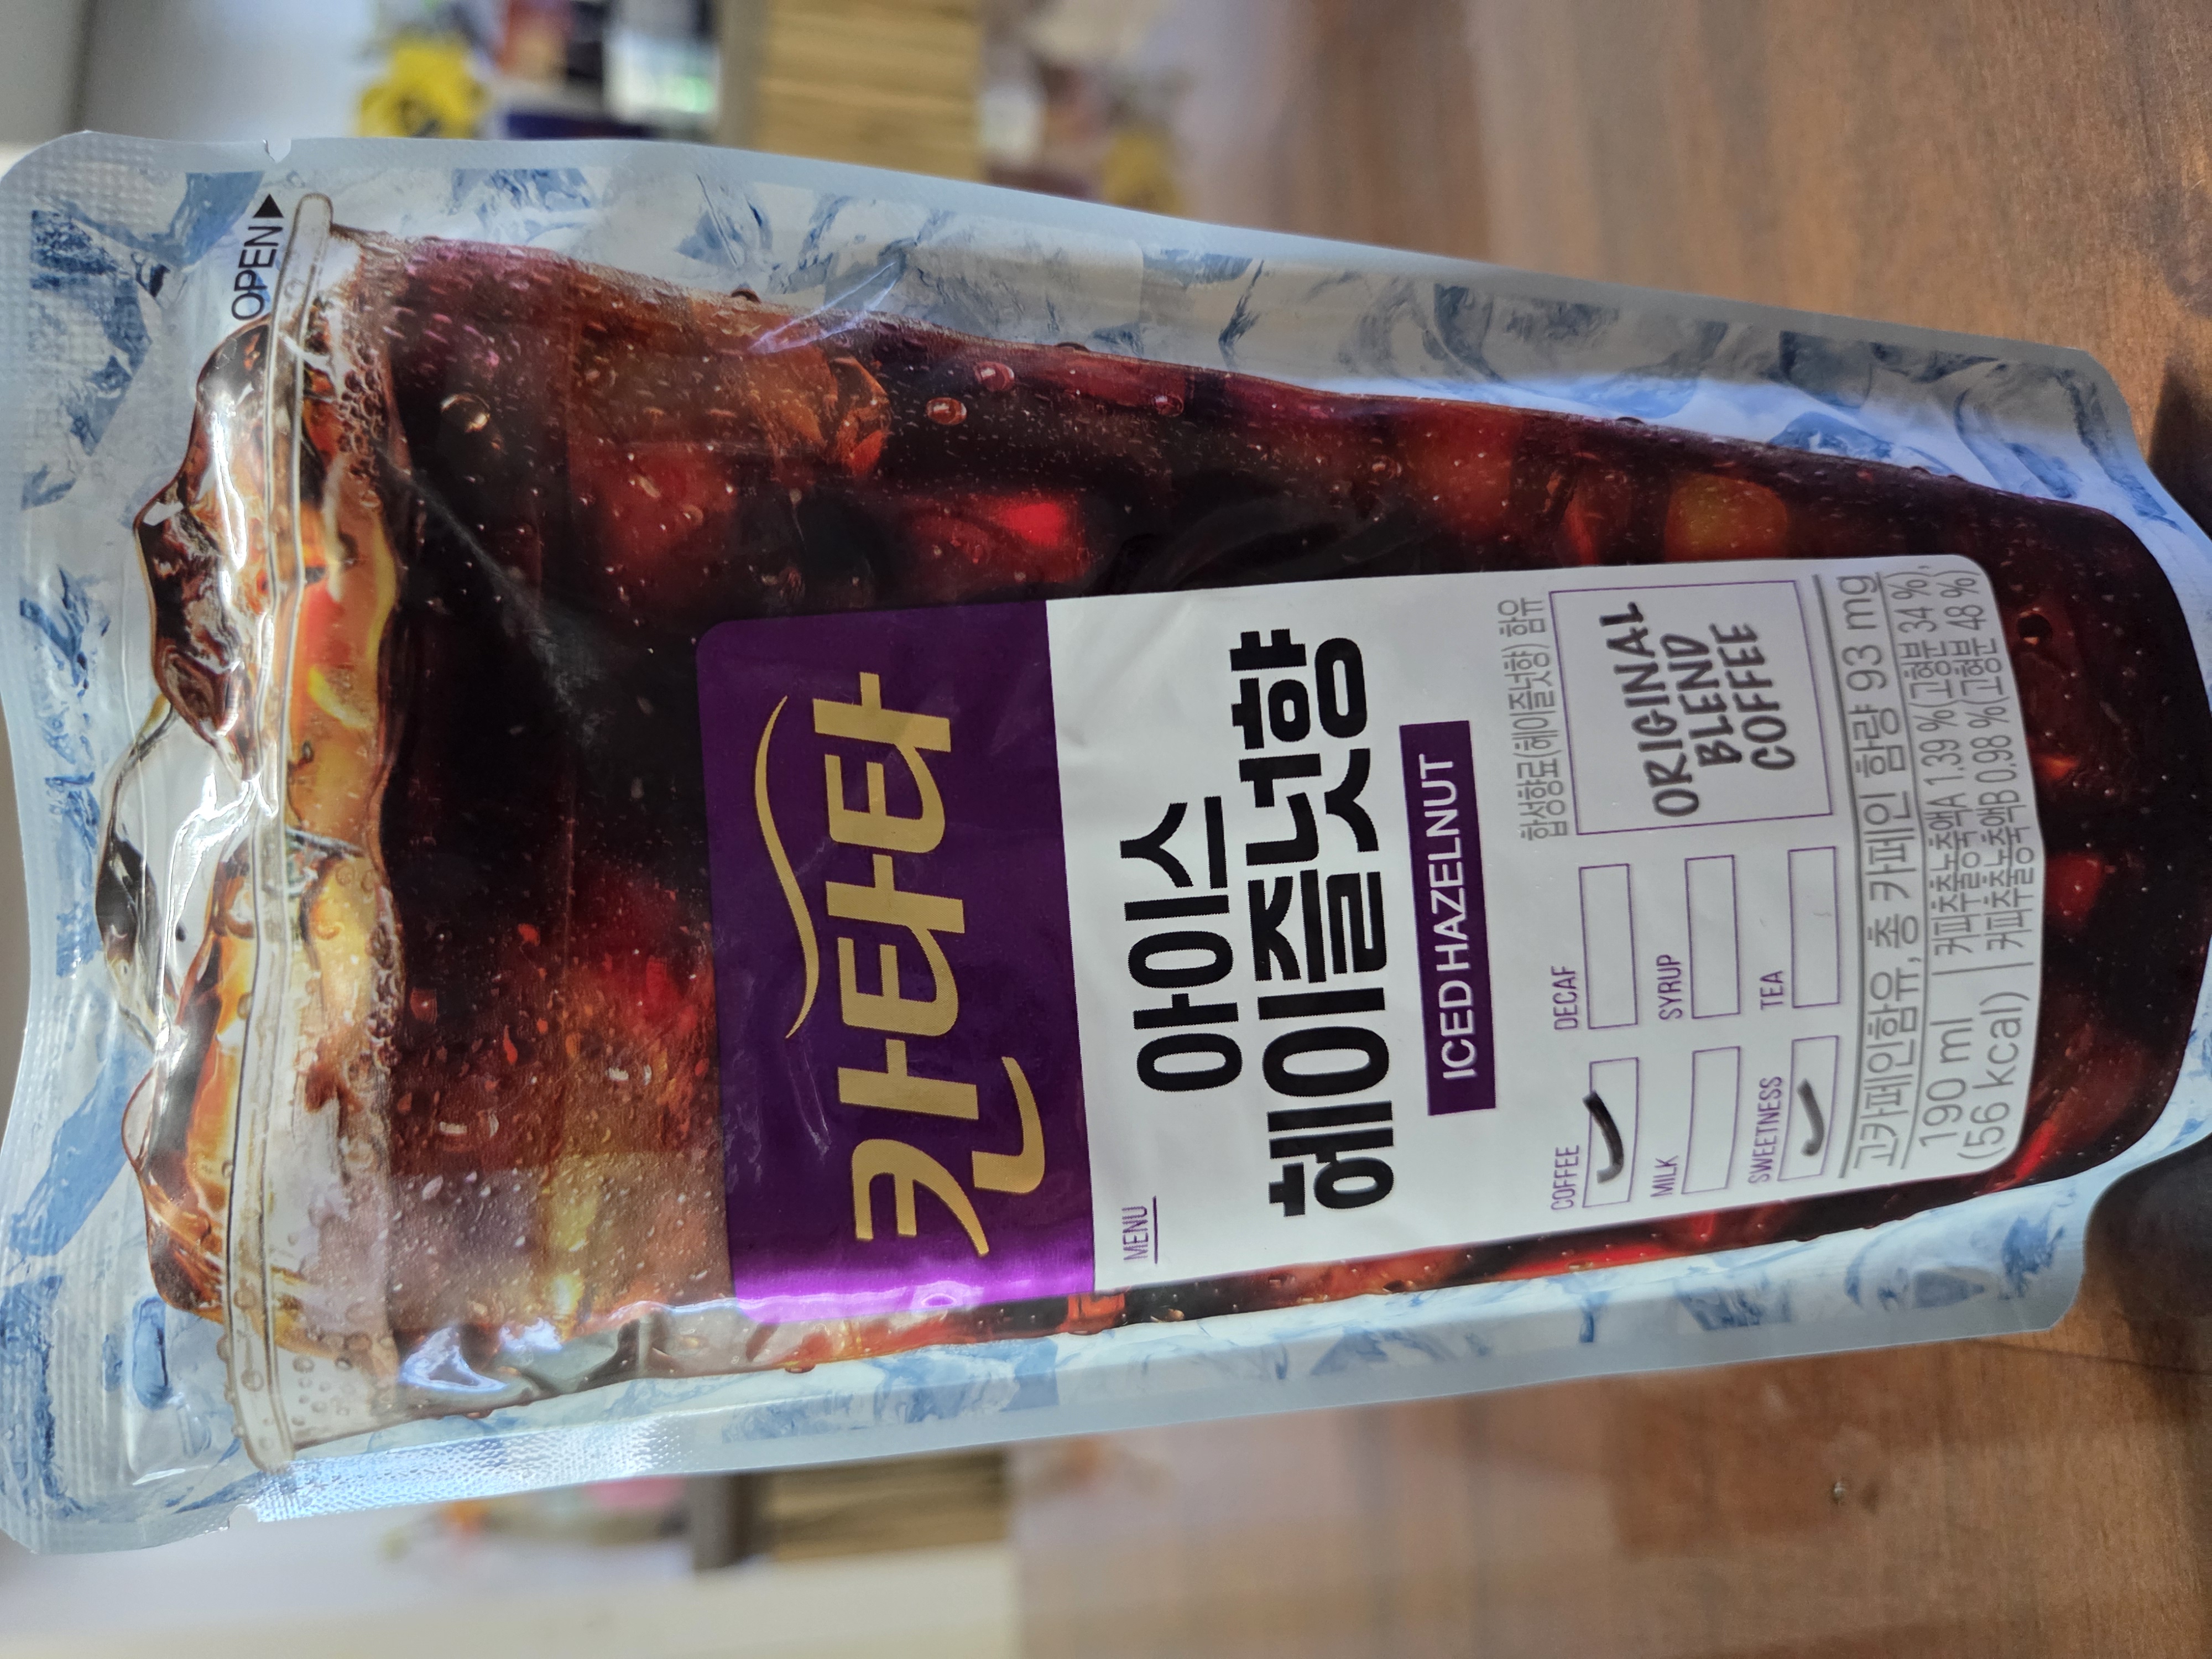 OPEN▶
칸타타
MENU
아이스
헤이즐넛향
ICED HAZELNUT
합성향료(헤이즐넛향) 함유
COFFEE
DECAF
MILK
SYRUP
SWEETNESS
TEA
ORIGINAL
BLEND
COFFEE
고카페인함유, 총 카페인 함량 93 mg
190 ml
(56 kcal)
커피추출농축액A 1.39 %(고형분 34 %),
커피추출농축액B 0.98 %(고형분 48 %)